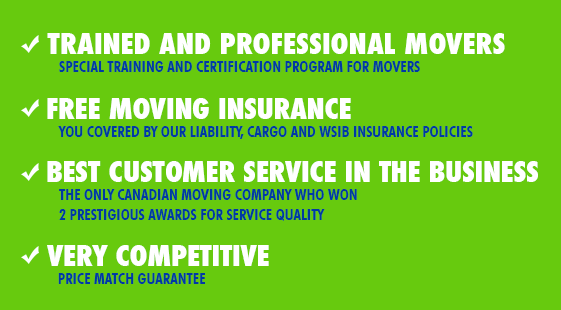 TRAINED AND PROFESSIONAL MOVERS
SPECIAL TRAINING AND CERTIFICATION PROGRAM FOR MOVERS
FREE MOVING INSURANCE
YOU COVERED BY OUR LIABILITY, CARGO AND WSIB INSURANCE POLICIES
BEST CUSTOMER SERVICE IN THE BUSINESS
THE ONLY CANADIAN MOVING COMPANY WHO WON
2 PRESTIGIOUS AWARDS FOR SERVICE QUALITY
VERY COMPETITIVE
PRICE MATCH GUARANTEE